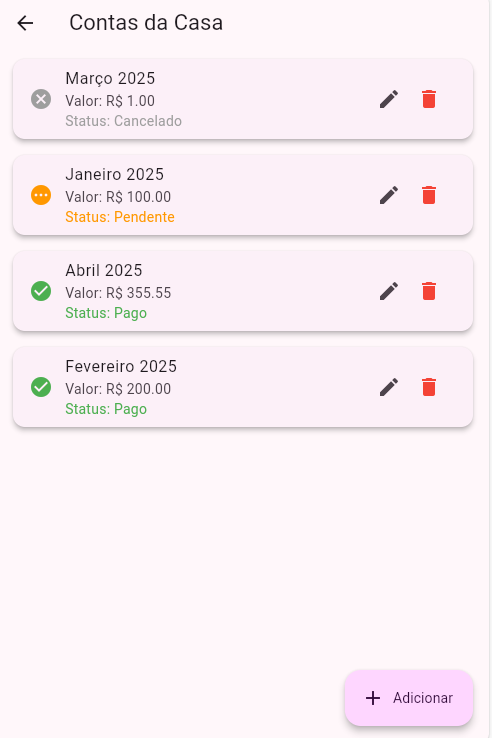 Contas da Casa
Março 2025
Valor: R$ 1.00
Status: Cancelado
Janeiro 2025
Valor: R$ 100.00
Status: Pendente
Abril 2025
Valor: R$ 355.55
Status: Pago
Fevereiro 2025
Valor: R$ 200.00
Status: Pago
Adicionar